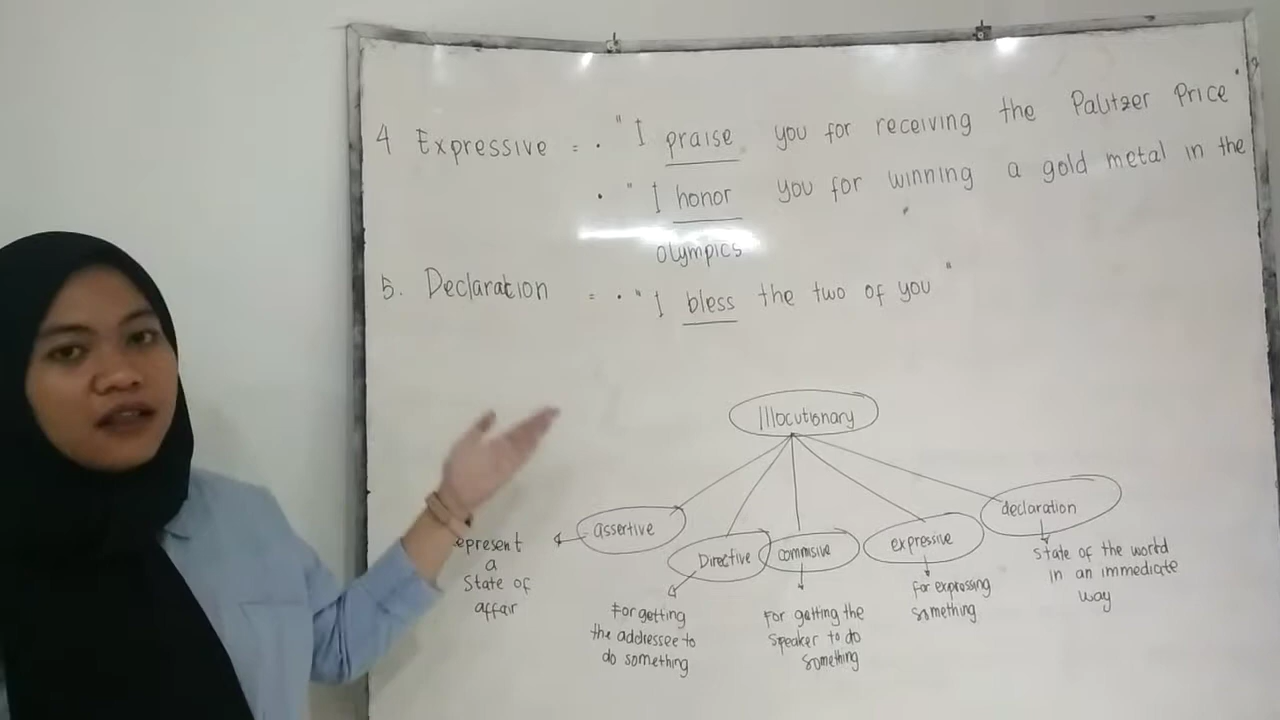 4 Expressive = . "I praise you for receiving the Palitzer Price"
. "I honor you for winning a gold metal in the
Olympics
5. Declaration = . "I bless the two of you"
Illocutionary
assertive
Directive
Commisive
expressive
declaration
epresent
a
State of
affair
For getting
the addressee to
do something
For getting the
speaker to do
something
For expressing
something
State of the world
in an immediate
way